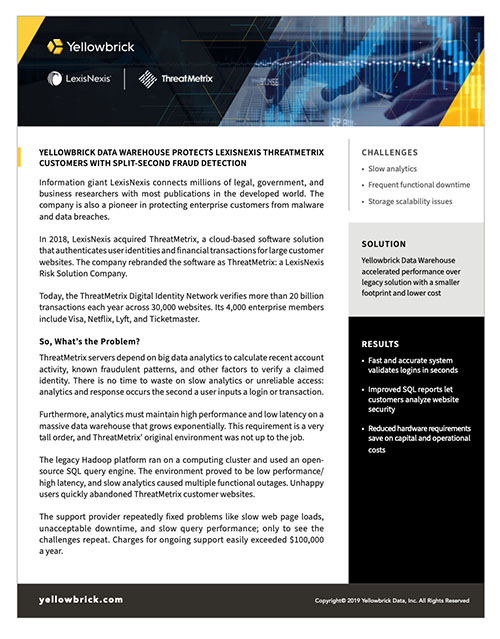 Yellowbrick
LexisNexis®
ThreatMetrix
YELLOWBRICK DATA WAREHOUSE PROTECTS LEXISNEXIS THREATMETRIX
CUSTOMERS WITH SPLIT-SECOND FRAUD DETECTION
Information giant LexisNexis connects millions of legal, government, and
business researchers with most publications in the developed world. The
company is also a pioneer in protecting enterprise customers from malware
and data breaches.
In 2018, LexisNexis acquired ThreatMetrix, a cloud-based software solution
that authenticates user identities and financial transactions for large customer
websites. The company rebranded the software as ThreatMetrix: a LexisNexis
Risk Solution Company.
Today, the ThreatMetrix Digital Identity Network verifies more than 20 billion
transactions each year across 30,000 websites. Its 4,000 enterprise members
include Visa, Netflix, Lyft, and Ticketmaster.
So, What's the Problem?
ThreatMetrix servers depend on big data analytics to calculate recent account
activity, known fraudulent patterns, and other factors to verify a claimed
identity. There is no time to waste on slow analytics or unreliable access:
analytics and response occurs the second a user inputs a login or transaction.
Furthermore, analytics must maintain high performance and low latency on a
massive data warehouse that grows exponentially. This requirement is a very
tall order, and ThreatMetrix' original environment was not up to the job.
The legacy Hadoop platform ran on a computing cluster and used an open-
source SQL query engine. The environment proved to be low performance/
high latency, and slow analytics caused multiple functional outages. Unhappy
users quickly abandoned ThreatMetrix customer websites.
The support provider repeatedly fixed problems like slow web page loads,
unacceptable downtime, and slow query performance; only to see the
challenges repeat. Charges for ongoing support easily exceeded $100,000
a year.
CHALLENGES
• Slow analytics
• Frequent functional downtime
• Storage scalability issues
SOLUTION
Yellowbrick Data Warehouse
accelerated performance over
legacy solution with a smaller
footprint and lower cost
RESULTS
• Fast and accurate system
validates logins in seconds
• Improved SQL reports let
customers analyze website
security
• Reduced hardware requirements
save on capital and operational
costs
yellowbrick.com
Copyright© 2019 Yellowbrick Data, Inc. All Rights Reserved